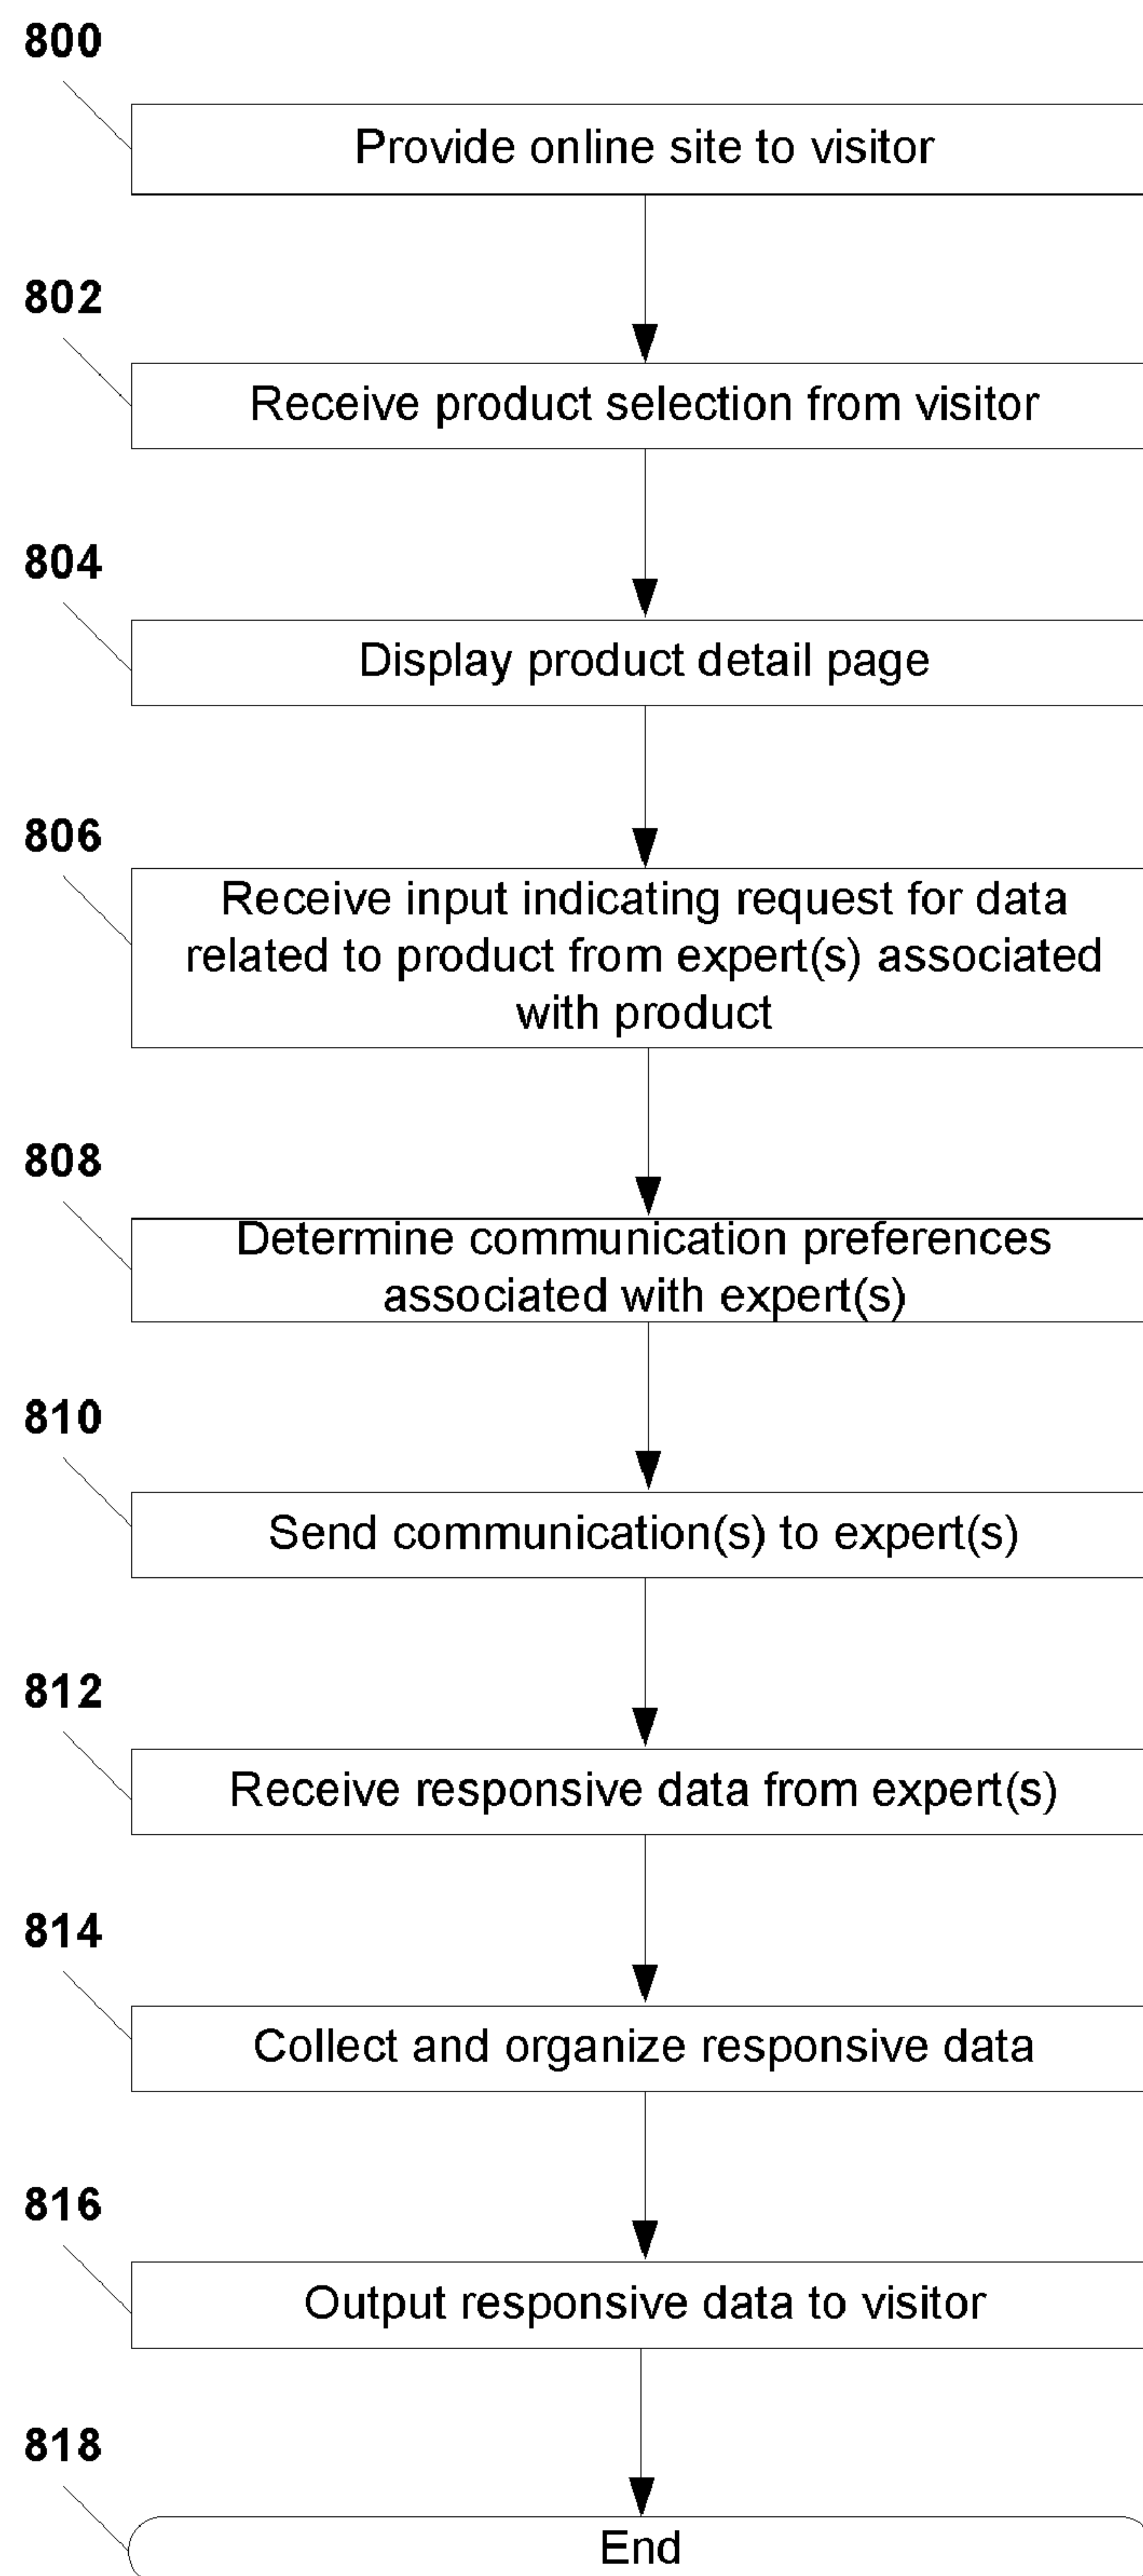 800
Provide online site to visitor
802
Receive product selection from visitor
804
Display product detail page
806
Receive input indicating request for data
related to product from expert(s) associated
with product
808
Determine communication preferences
associated with expert(s)
810
Send communication(s) to expert(s)
812
Receive responsive data from expert(s)
814
Collect and organize responsive data
816
Output responsive data to visitor
818
End